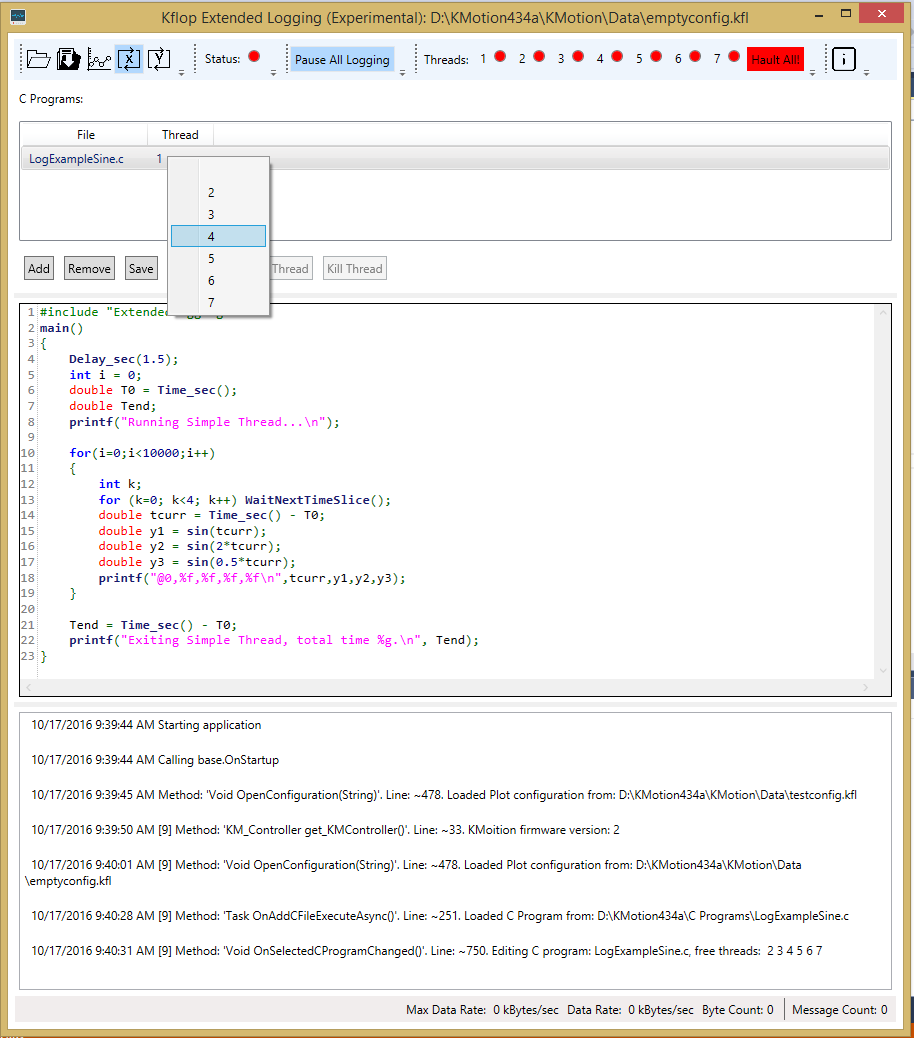 Kflop Extended Logging (Experimental): D:\KMotion434a\KMotion\Data\emptyconfig.kfl
X Y Status: Pause All Logging Threads: 1 2 3 4 5 6 7 Hault All! i
C Programs:
File Thread
LogExampleSine.c 1
2
3
4
5
6
7
Add Remove Save Thread Kill Thread
1 #include "Extended
2 main()
3 {
4 Delay_sec(1.5);
5 int i = 0;
6 double T0 = Time_sec();
7 double Tend;
8 printf("Running Simple Thread...\n");
9
10 for(i=0;i<10000;i++)
11 {
12 int k;
13 for (k=0; k<4; k++) WaitNextTimeSlice();
14 double tcurr = Time_sec() - T0;
15 double y1 = sin(tcurr);
16 double y2 = sin(2*tcurr);
17 double y3 = sin(0.5*tcurr);
18 printf("@0,%f,%f,%f,%f\n",tcurr,y1,y2,y3);
19 }
20
21 Tend = Time_sec() - T0;
22 printf("Exiting Simple Thread, total time %g.\n", Tend);
23 }
10/17/2016 9:39:44 AM Starting application
10/17/2016 9:39:44 AM Calling base.OnStartup
10/17/2016 9:39:45 AM Method: 'Void OpenConfiguration(String)'. Line: ~478. Loaded Plot configuration from: D:\KMotion434a\KMotion\Data\testconfig.kfl
10/17/2016 9:39:50 AM [9] Method: 'KM_Controller get_KMController()'. Line: ~33. KMoition firmware version: 2
10/17/2016 9:40:01 AM [9] Method: 'Void OpenConfiguration(String)'. Line: ~478. Loaded Plot configuration from: D:\KMotion434a\KMotion\Data
\emptyconfig.kfl
10/17/2016 9:40:28 AM [9] Method: 'Task OnAddCFileExecuteAsync()'. Line: ~251. Loaded C Program from: D:\KMotion434a\C Programs\LogExampleSine.c
10/17/2016 9:40:31 AM [9] Method: 'Void OnSelectedCProgramChanged()'. Line: ~750. Editing C program: LogExampleSine.c, free threads: 2 3 4 5 6 7
Max Data Rate: 0 kBytes/sec Data Rate: 0 kBytes/sec Byte Count: 0 Message Count: 0